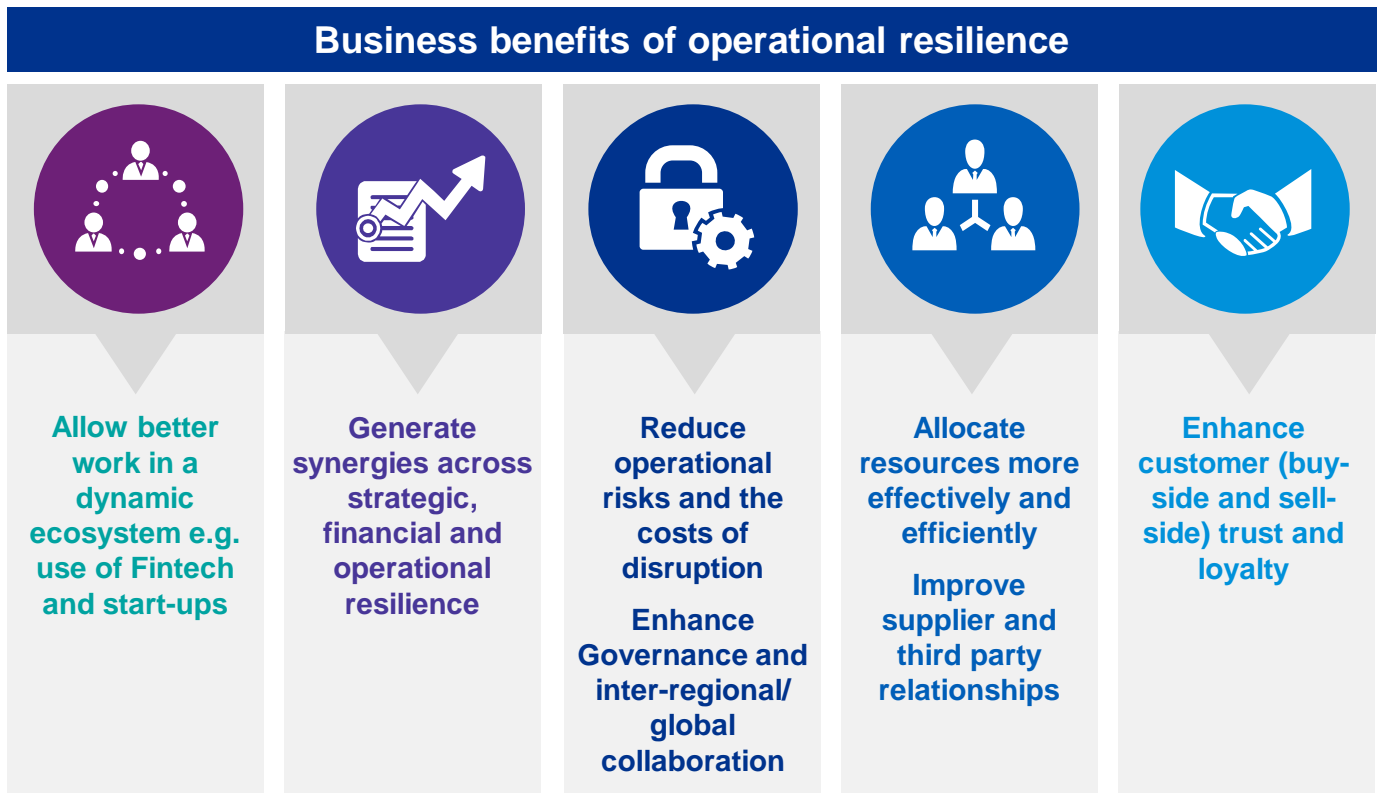 Business benefits of operational resilience
Allow better
work in a
dynamic
ecosystem e.g.
use of Fintech
and start-ups
Generate
synergies across
strategic,
financial and
operational
resilience
Reduce
operational
risks and the
costs of
disruption
Enhance
Governance and
inter-regional/
global
collaboration
Allocate
resources more
effectively and
efficiently
Improve
supplier and
third party
relationships
Enhance
customer (buy-
side and sell-
side) trust and
loyalty